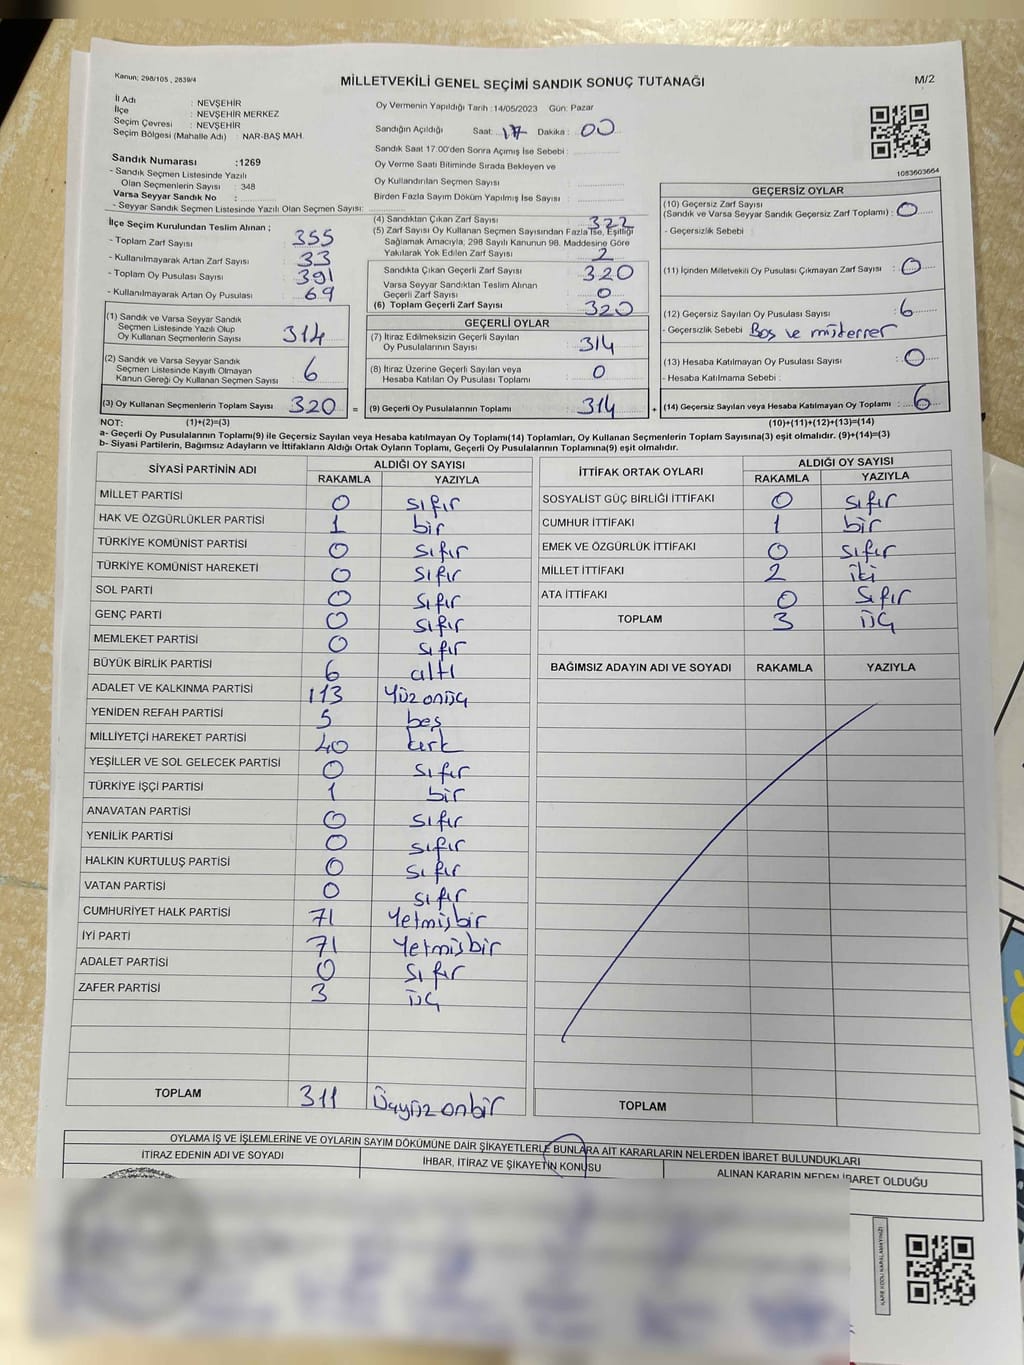 Kanun; 298/105 , 2839/4
MİLLETVEKİLİ GENEL SEÇİMİ SANDIK SONUÇ TUTANAĞI
M/2
İl Adı : NEVŞEHİR
İlçe : NEVŞEHİR MERKEZ
Seçim Çevresi : NEVŞEHİR
Seçim Bölgesi (Mahalle Adı) : NAR-BAŞ MAH.
Sandık Numarası :1269
- Sandık Seçmen Listesinde Yazılı
Olan Seçmenlerin Sayısı : 348
Varsa Seyyar Sandık No :
- Seyyar Sandık Seçmen Listesinde Yazılı Olan Seçmen Sayısı:
Oy Vermenin Yapıldığı Tarih :14/05/2023 Gün: Pazar
Sandığın Açıldığı Saat: 17 Dakika : 00
Sandık Saat 17:00'den Sonra Açımış İse Sebebi :
Oy Verme Saati Bitiminde Sırada Bekleyen ve
Oy Kullandırılan Seçmen Sayısı
Birden Fazla Sayım Döküm Yapılmış İse Sayısı :
1083603664
İlçe Seçim Kurulundan Teslim Alınan ;
- Toplam Zarf Sayısı : 355
- Kullanılmayarak Artan Zarf Sayısı : 33
- Toplam Oy Pusulası Sayısı : 391
- Kullanılmayarak Artan Oy Pusulası : 69
(4) Sandıktan Çıkan Zarf Sayısı : 322
(5) Zarf Sayısı Oy Kullanan Seçmen Sayısından Fazla İse, Eşitliği
Sağlamak Amacıyla, 298 Sayılı Kanunun 98. Maddesine Göre
Yakılarak Yok Edilen Zarf Sayısı : 2
Sandıkta Çıkan Geçerli Zarf Sayısı : 320
Varsa Seyyar Sandıktan Teslim Alınan
Geçerli Zarf Sayısı : 0
(6) Toplam Geçerli Zarf Sayısı : 320
GEÇERSİZ OYLAR
(10) Geçersiz Zarf Sayısı
(Sandık ve Varsa Seyyar Sandık Geçersiz Zarf Toplamı) : 0
- Geçersizlik Sebebi :
(11) İçinden Milletvekili Oy Pusulası Çıkmayan Zarf Sayısı : 0
(12) Geçersiz Sayılan Oy Pusulası Sayısı : 6
- Geçersizlik Sebebi : Boş ve müşterrer
(13) Hesaba Katılmayan Oy Pusulası Sayısı : 0
- Hesaba Katılmama Sebebi :
(14) Geçersiz Sayılan veya Hesaba Katılmayan Oy Toplamı : 6
(10)+(11)+(12)+(13)=(14)
(1) Sandık ve Varsa Seyyar Sandık
Seçmen Listesinde Yazılı Olup
Oy Kullanan Seçmenlerin Sayısı : 314
(2) Sandık ve Varsa Seyyar Sandık
Seçmen Listesinde Kayıtlı Olmayan
Kanun Gereği Oy Kullanan Seçmen Sayısı : 6
(3) Oy Kullanan Seçmenlerin Toplam Sayısı 320 =
GEÇERLİ OYLAR
(7) İtiraz Edilmeksizin Geçerli Sayılan
Oy Pusulalarının Sayısı : 314
(8) İtiraz Üzerine Geçerli Sayılan veya
Hesaba Katılan Oy Pusulası Toplamı : 0
(9) Geçerli Oy Pusulalarının Toplamı : 314 +
NOT: (1)+(2)=(3)
a- Geçerli Oy Pusulalarının Toplamı(9) ile Geçersiz Sayılan veya Hesaba katılmayan Oy Toplamı(14) Toplamları, Oy Kullanan Seçmenlerin Toplam Sayısına(3) eşit olmalıdır. (9)+(14)=(3)
b- Siyasi Partilerin, Bağımsız Adayların ve İttifakların Aldığı Ortak Oyların Toplamı, Geçerli Oy Pusulalarının Toplamına(9) eşit olmalıdır.
SİYASİ PARTİNİN ADI ALDIĞI OY SAYISI
RAKAMLA YAZIYLA
MİLLET PARTİSİ 0 sıfır
HAK VE ÖZGÜRLÜKLER PARTİSİ 1 bir
TÜRKİYE KOMÜNİST PARTİSİ 0 sıfır
TÜRKİYE KOMÜNİST HAREKETİ 0 sıfır
SOL PARTİ 0 sıfır
GENÇ PARTİ 0 sıfır
MEMLEKET PARTİSİ 0 sıfır
BÜYÜK BİRLİK PARTİSİ 6 altı
ADALET VE KALKINMA PARTİSİ 113 Yüzonüç
YENİDEN REFAH PARTİSİ 5 beş
MİLLİYETÇİ HAREKET PARTİSİ 40 kırk
YEŞİLLER VE SOL GELECEK PARTİSİ 0 sıfır
TÜRKİYE İŞÇİ PARTİSİ 1 bir
ANAVATAN PARTİSİ 0 sıfır
YENİLİK PARTİSİ 0 sıfır
HALKIN KURTULUŞ PARTİSİ 0 sıfır
VATAN PARTİSİ 0 sıfır
CUMHURİYET HALK PARTİSİ 71 Yetmişbir
İYİ PARTİ 71 Yetmişbir
ADALET PARTİSİ 0 sıfır
ZAFER PARTİSİ 3 üç
TOPLAM 311 Üçyüzonbir
İTTİFAK ORTAK OYLARI ALDIĞI OY SAYISI
RAKAMLA YAZIYLA
SOSYALİST GÜÇ BİRLİĞİ İTTİFAKI 0 sıfır
CUMHUR İTTİFAKI 1 bir
EMEK VE ÖZGÜRLÜK İTTİFAKI 0 sıfır
MİLLET İTTİFAKI 2 iki
ATA İTTİFAKI 0 sıfır
TOPLAM 3 üç
BAĞIMSIZ ADAYIN ADI VE SOYADI RAKAMLA YAZIYLA
TOPLAM
OYLAMA İŞ VE İŞLEMLERİNE VE OYLARIN SAYIM DÖKÜMÜNE DAİR ŞİKAYETLERLE BUNLARA AİT KARARLARIN NELERDEN İBARET BULUNDUKLARI
İTİRAZ EDENİN ADI VE SOYADI
İHBAR, İTİRAZ VE ŞİKAYETİN KONUSU
ALINAN KARARIN NEDEN İBARET OLDUĞU